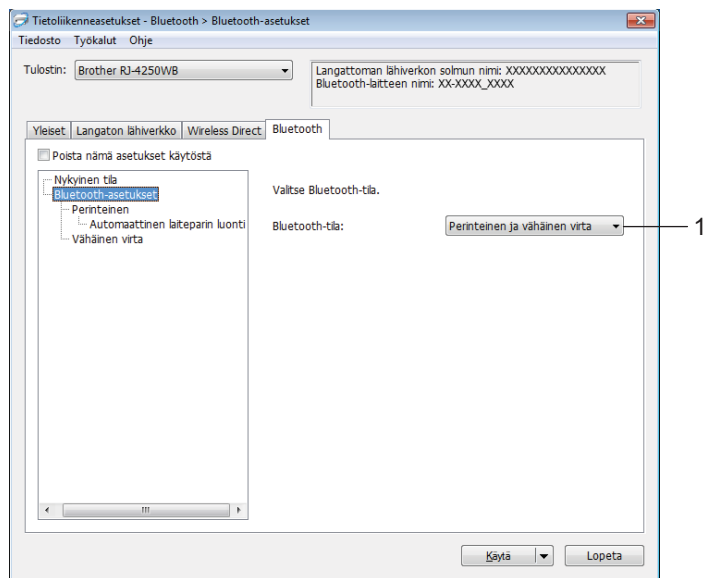 Tietoliikenneasetukset - Bluetooth > Bluetooth-asetukset
Tiedosto Työkalut Ohje
Tulostin: Brother RJ-4250WB
Langattoman lähiverkon solmun nimi: XXXXXXXXXXXXXXX
Bluetooth-laitteen nimi: XX-XXXX_XXXX
Yleiset Langaton lähiverkko Wireless Direct Bluetooth
Poista nämä asetukset käytöstä
Nykyinen tila
Bluetooth-asetukset
Perinteinen
Automaattinen laiteparin luonti
Vähäinen virta
Valitse Bluetooth-tila.
Bluetooth-tila: Perinteinen ja vähäinen virta
1
Käytä Lopeta